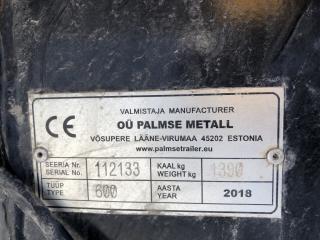 VALMISTAJA MANUFACTURER
CE OÜ PALMSE METALL
VÕSUPERE LÄÄNE-VIRUMAA 45202 ESTONIA
www.palmsetrailer.eu
SEERIA Nr. 112133 KAAL kg 1390
SERIAL No. WEIGHT kg
TÜÜP 600 AASTA 2018
TYPE YEAR